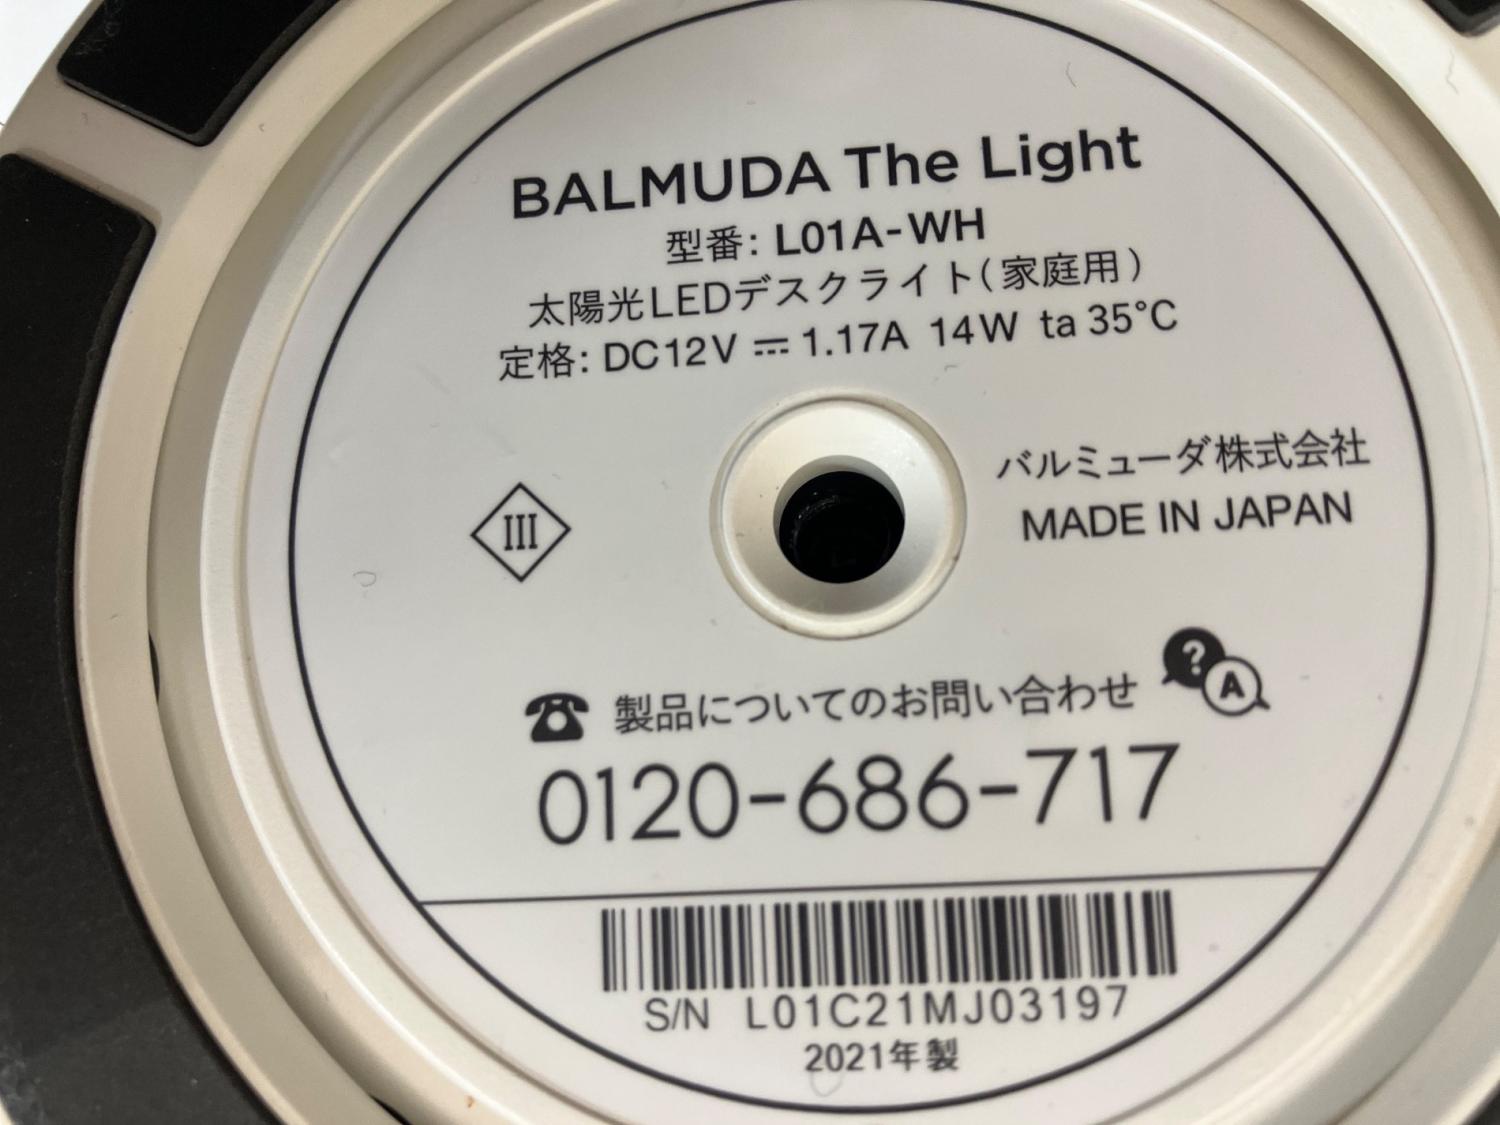 BALMUDA The Light
型番: L01A-WH
太陽光LEDデスクライト(家庭用)
定格: DC12V ⎓ 1.17A 14W ta 35°C
III
バルミューダ株式会社
MADE IN JAPAN
製品についてのお問い合わせ
? A
0120-686-717
S/N L01C21MJ03197
2021年製